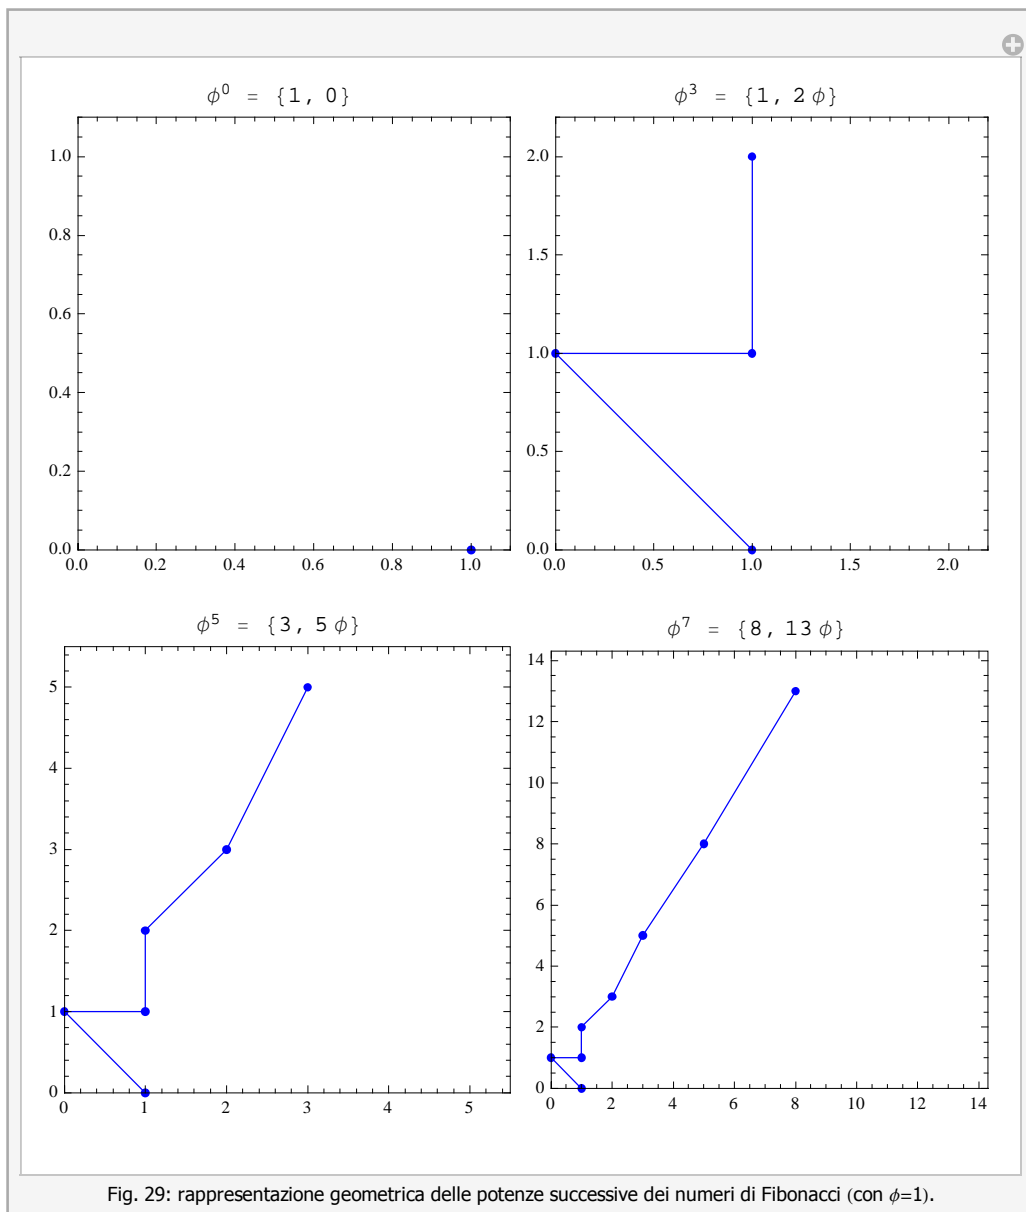 ϕ⁰ = {1, 0}
1.0
0.8
0.6
0.4
0.2
0.0
0.0 0.2 0.4 0.6 0.8 1.0
ϕ³ = {1, 2 ϕ}
2.0
1.5
1.0
0.5
0.0
0.0 0.5 1.0 1.5 2.0
ϕ⁵ = {3, 5 ϕ}
5
4
3
2
1
0
0 1 2 3 4 5
ϕ⁷ = {8, 13 ϕ}
14
12
10
8
6
4
2
0
0 2 4 6 8 10 12 14
Fig. 29: rappresentazione geometrica delle potenze successive dei numeri di Fibonacci (con ϕ=1).